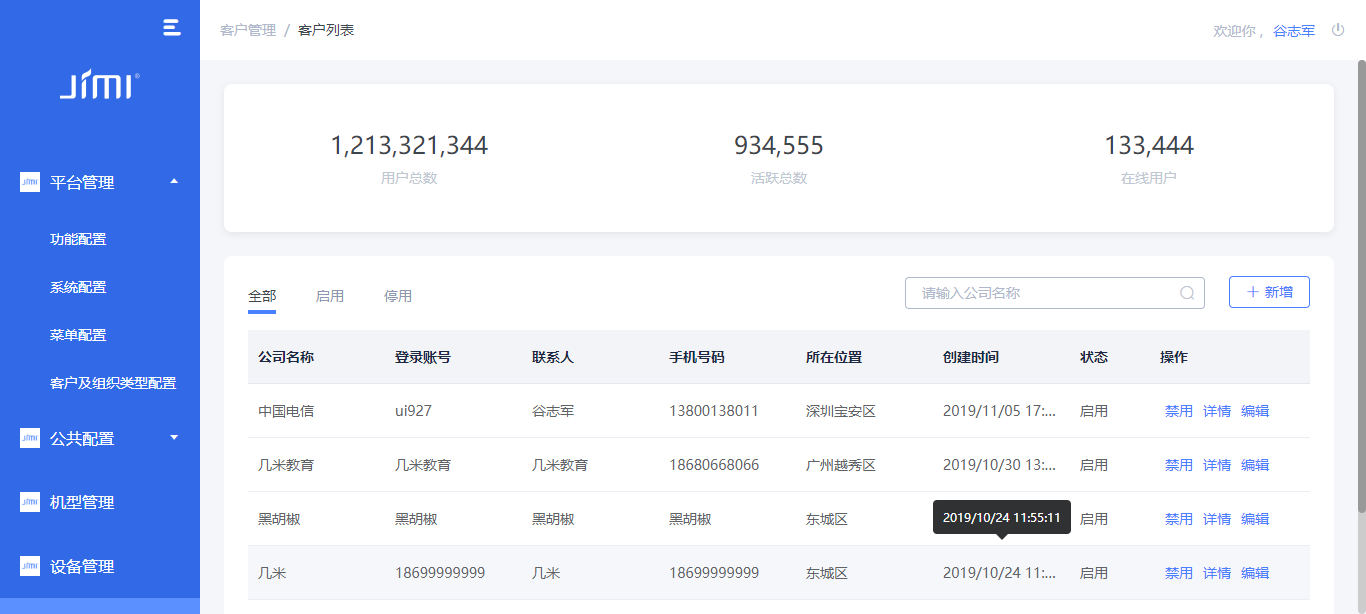 客户管理 / 客户列表
欢迎你， 谷志军
JIMI
平台管理
功能配置
系统配置
菜单配置
客户及组织类型配置
公共配置
机型管理
设备管理
1,213,321,344
用户总数
934,555
活跃总数
133,444
在线用户
全部 启用 停用
请输入公司名称
+ 新增
公司名称 登录账号 联系人 手机号码 所在位置 创建时间 状态 操作
中国电信 ui927 谷志军 13800138011 深圳宝安区 2019/11/05 17:... 启用 禁用 详情 编辑
几米教育 几米教育 几米教育 18680668066 广州越秀区 2019/10/30 13:... 启用 禁用 详情 编辑
黑胡椒 黑胡椒 黑胡椒 黑胡椒 东城区 2019/10/24 11:55:11 启用 禁用 详情 编辑
几米 18699999999 几米 18699999999 东城区 2019/10/24 11:... 启用 禁用 详情 编辑